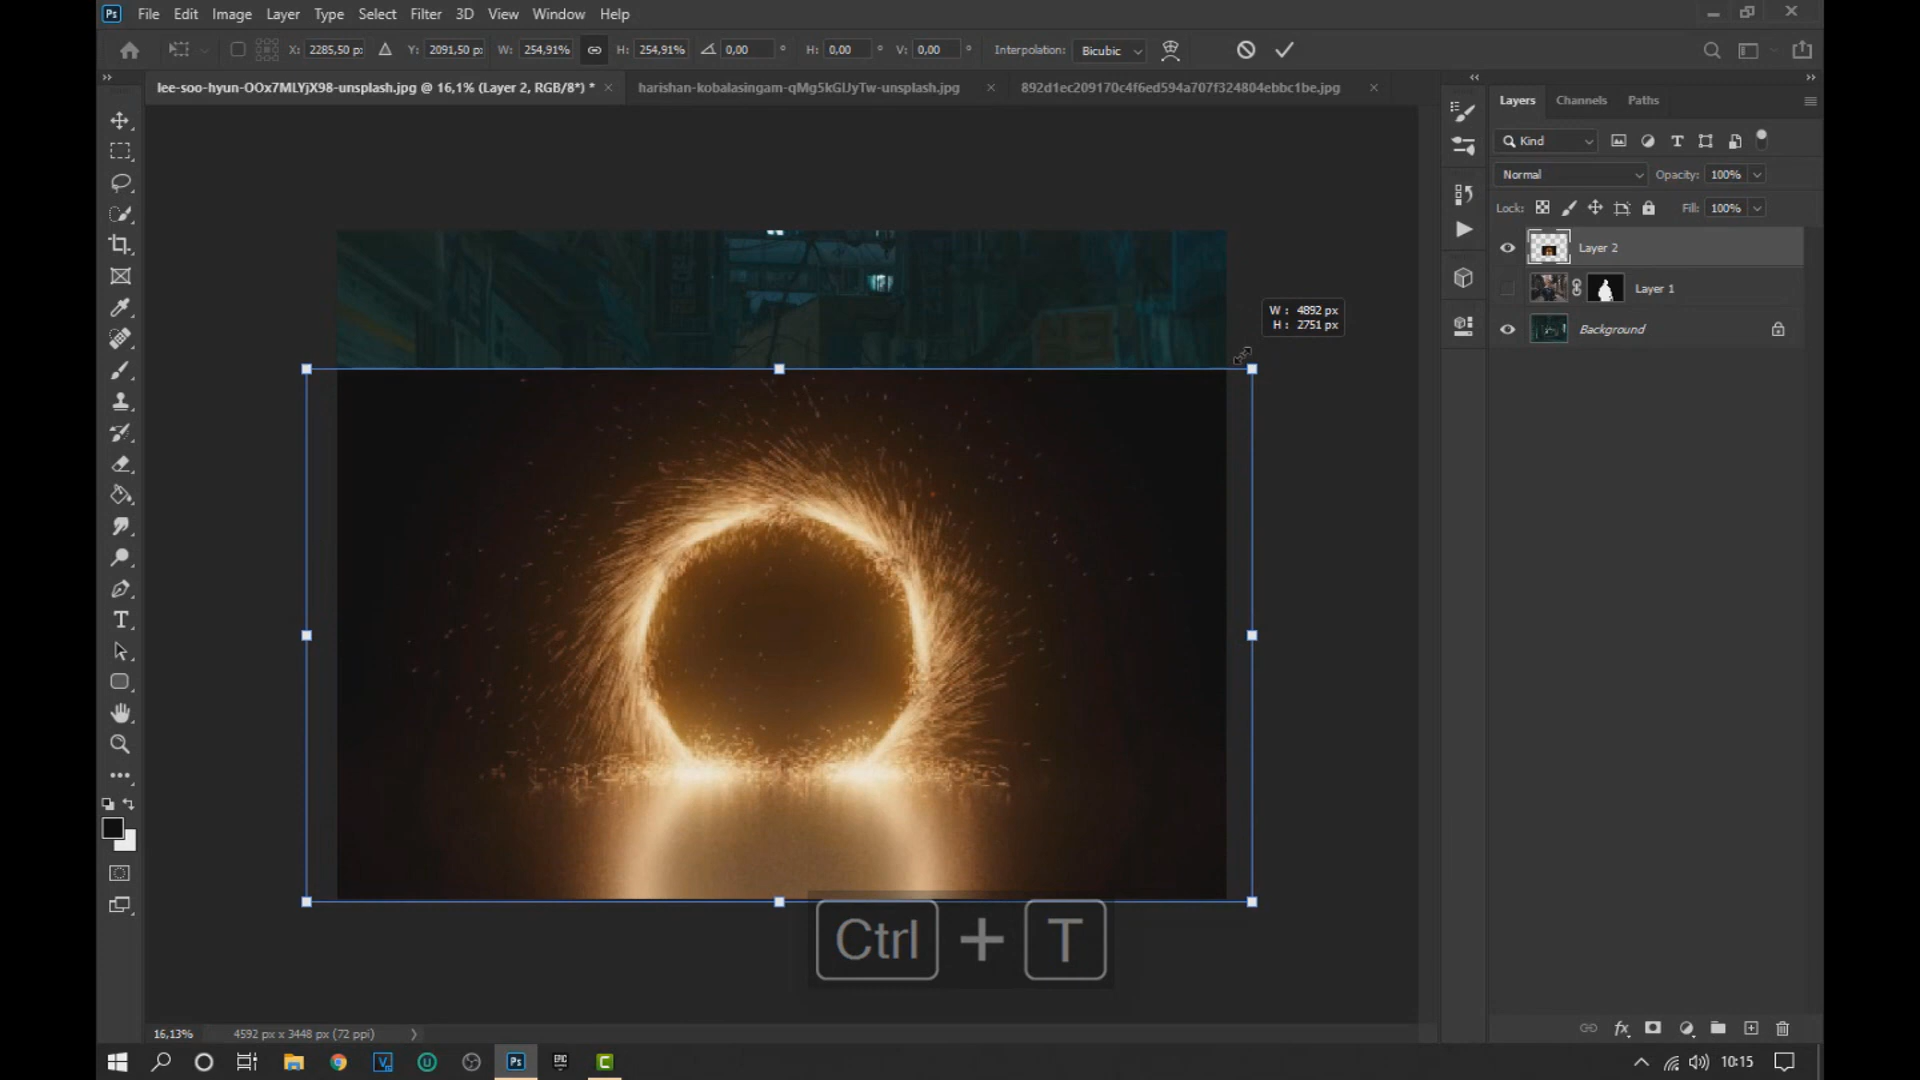 Ps File Edit Image Layer Type Select Filter 3D View Window Help
X: 2285,50 p: Y: 2091,50 p: W: 254,91% H: 254,91% 0,00 ° H: 0,00 ° V: 0,00 ° Interpolation: Bicubic
lee-soo-hyun-OOx7MLYjX98-unsplash.jpg @ 16,1% (Layer 2, RGB/8*) * × harishan-kobalasingam-qMg5kGlJyTw-unsplash.jpg × 892d1ec209170c4f6ed594a707f324804ebbc1be.jpg ×
Layers Channels Paths
Kind
Normal Opacity: 100%
Lock: Fill: 100%
Layer 2
Layer 1
Background
W: 4892 px
H: 2751 px
Ctrl + T
16,13% 4592 px x 3448 px (72 ppi)
fx
Ps EPIC C 10:15